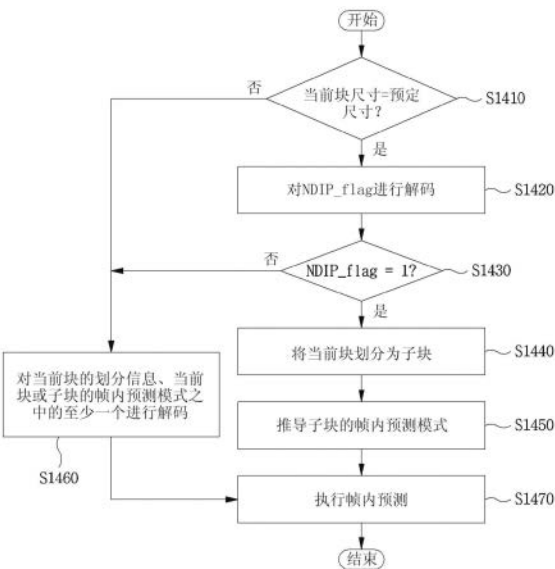 开始
否
当前块尺寸=预定
尺寸?
S1410
是
对NDIP_flag进行解码
S1420
否
NDIP_flag = 1?
S1430
是
将当前块划分为子块
S1440
对当前块的划分信息、当前
块或子块的帧内预测模式之
中的至少一个进行解码
推导子块的帧内预测模式
S1450
S1460
执行帧内预测
S1470
结束